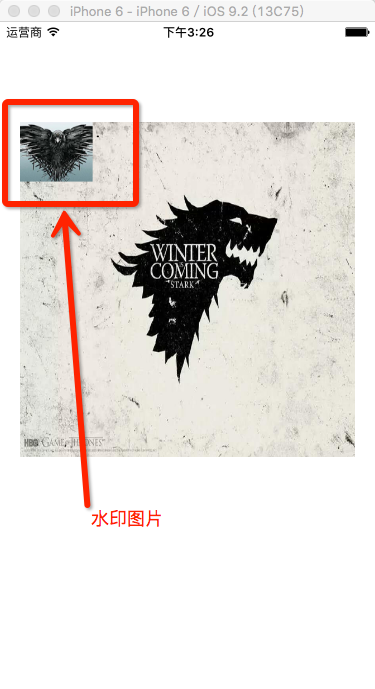 iPhone 6 - iPhone 6 / iOS 9.2 (13C75)
运营商 下午3:26
WINTER
COMING
STARK
HBO GAME OF THRONES
水印图片